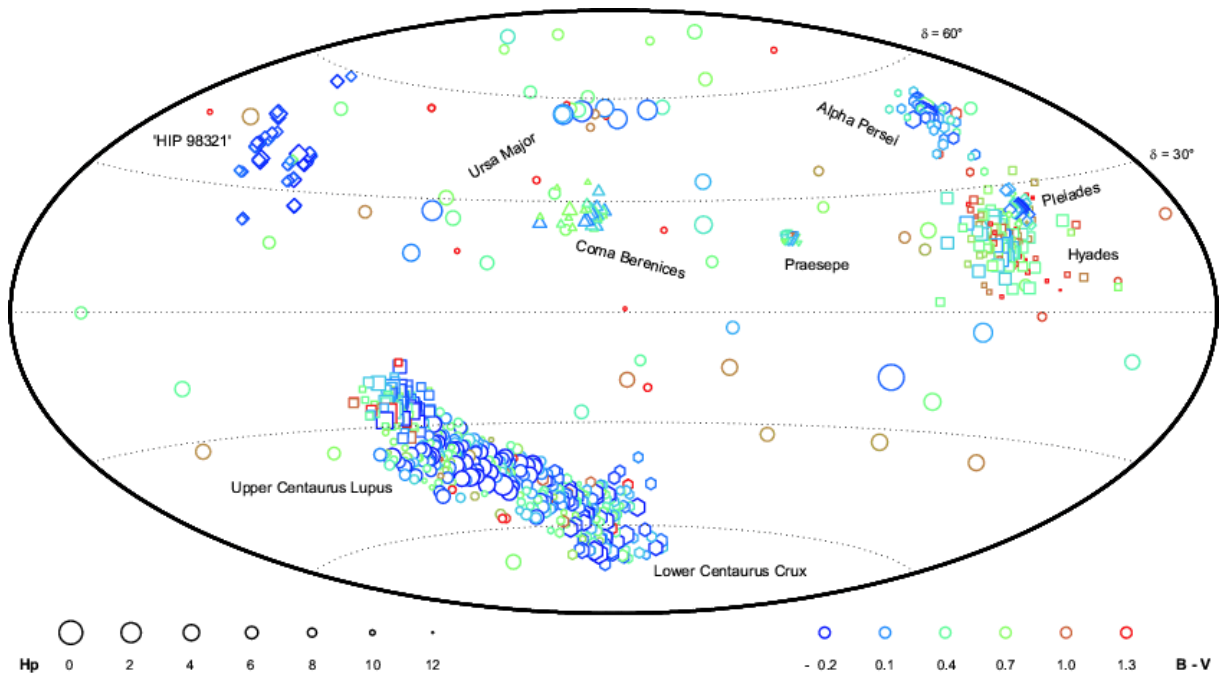 δ = 60°
Alpha Persei
'HIP 98321'
Ursa Major
δ = 30°
Pleiades
Coma Berenices
Praesepe
Hyades
Upper Centaurus Lupus
Lower Centaurus Crux
Hp 0 2 4 6 8 10 12
- 0.2 0.1 0.4 0.7 1.0 1.3 B - V